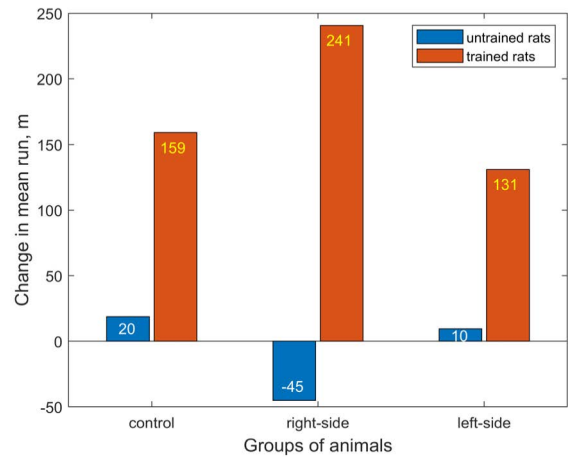 250
200
150
100
50
0
-50
Change in mean run, m
untrained rats
trained rats
20
159
-45
241
10
131
control
right-side
left-side
Groups of animals